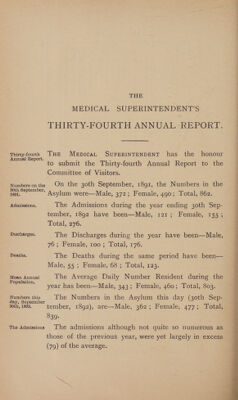 THE
MEDICAL SUPERINTENDENT'S
THIRTY-FOURTH ANNUAL REPORT.
Thirty-fourth Annual Report.
THE MEDICAL SUPERINTENDENT has the honour
to submit the Thirty-fourth Annual Report to the
Committee of Visitors.
Numbers on the 30th September, 1891.
On the 30th September, 1891, the Numbers in the
Asylum were—Male, 372; Female, 490; Total, 862.
Admissions.
The Admissions during the year ending 30th Sep-
tember, 1892 have been—Male, 121; Female, 155;
Total, 276.
Discharges.
The Discharges during the year have been—Male,
76; Female, 100; Total, 176.
Deaths.
The Deaths during the same period have been—
Male, 55; Female, 68; Total, 123.
Mean Annual Population.
The Average Daily Number Resident during the
year has been—Male, 343; Female, 460; Total, 803.
Numbers this day, September 30th, 1892.
The Numbers in the Asylum this day (30th Sep-
tember, 1892), are—Male, 362; Female, 477; Total,
839.
The Admissions
The admissions although not quite so numerous as
those of the previous year, were yet largely in excess
(79) of the average.